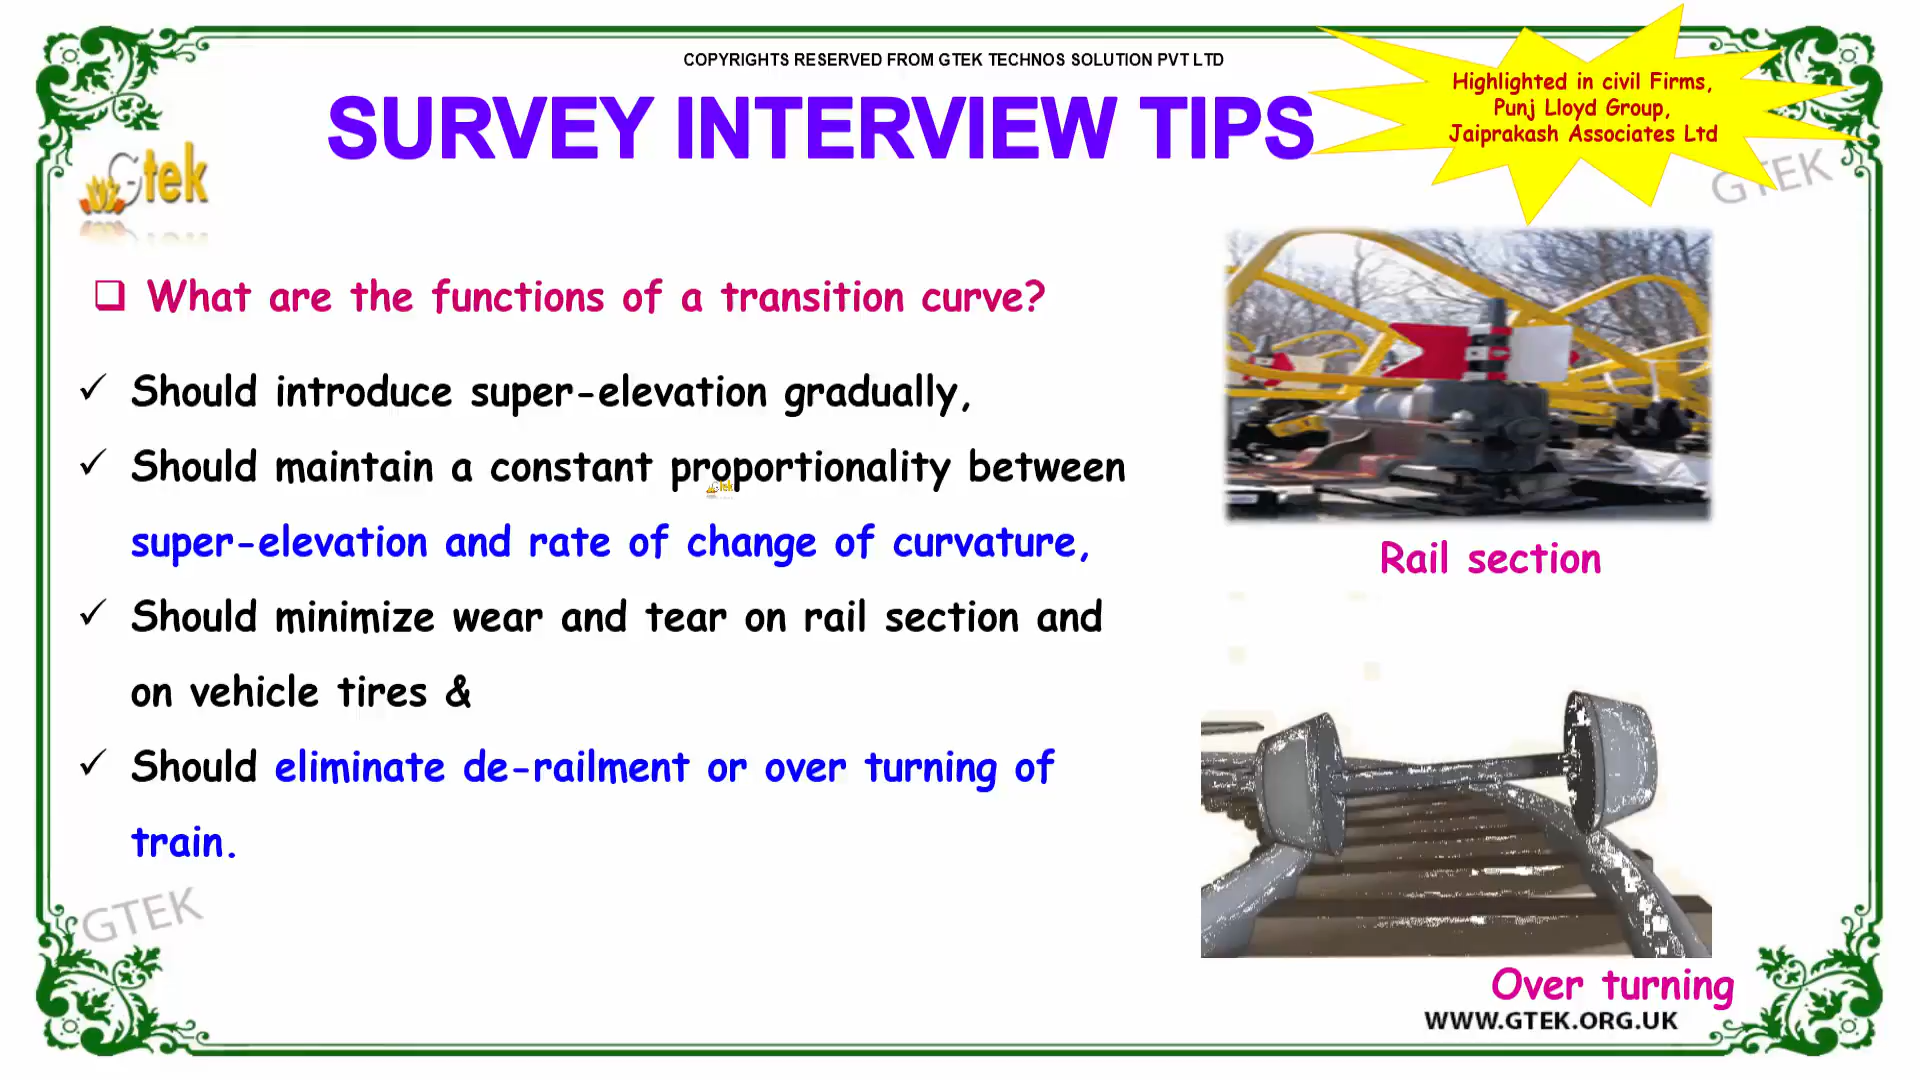 COPYRIGHTS RESERVED FROM GTEK TECHNOS SOLUTION PVT LTD
SURVEY INTERVIEW TIPS
Highlighted in civil Firms,
Punj Lloyd Group,
Jaiprakash Associates Ltd
Gtek
GTEK
What are the functions of a transition curve?
Should introduce super-elevation gradually,
Should maintain a constant proportionality between
Gtek
super-elevation and rate of change of curvature,
Rail section
Should minimize wear and tear on rail section and
on vehicle tires &
Should eliminate de-railment or over turning of
train.
GTEK
Over turning
WWW.GTEK.ORG.UK